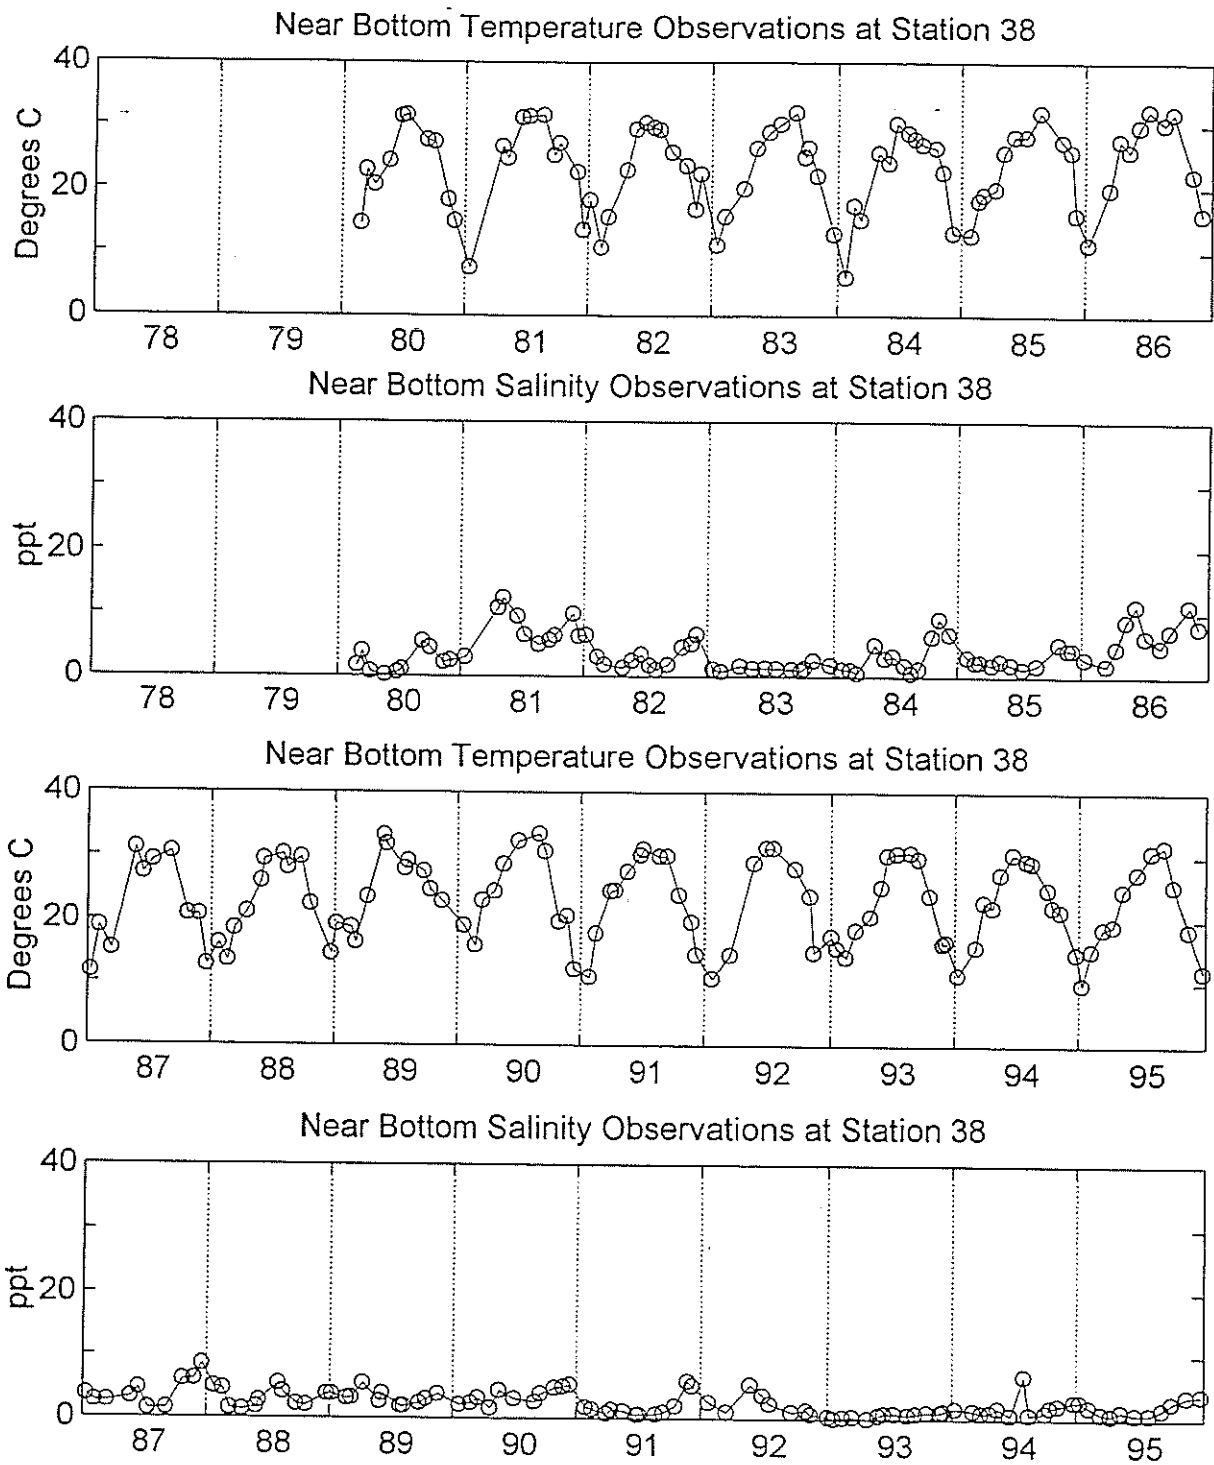 Near Bottom Temperature Observations at Station 38
40
20
0
Degrees C
78 79 80 81 82 83 84 85 86
Near Bottom Salinity Observations at Station 38
40
20
0
ppt
78 79 80 81 82 83 84 85 86
Near Bottom Temperature Observations at Station 38
40
20
0
Degrees C
87 88 89 90 91 92 93 94 95
Near Bottom Salinity Observations at Station 38
40
20
0
ppt
87 88 89 90 91 92 93 94 95